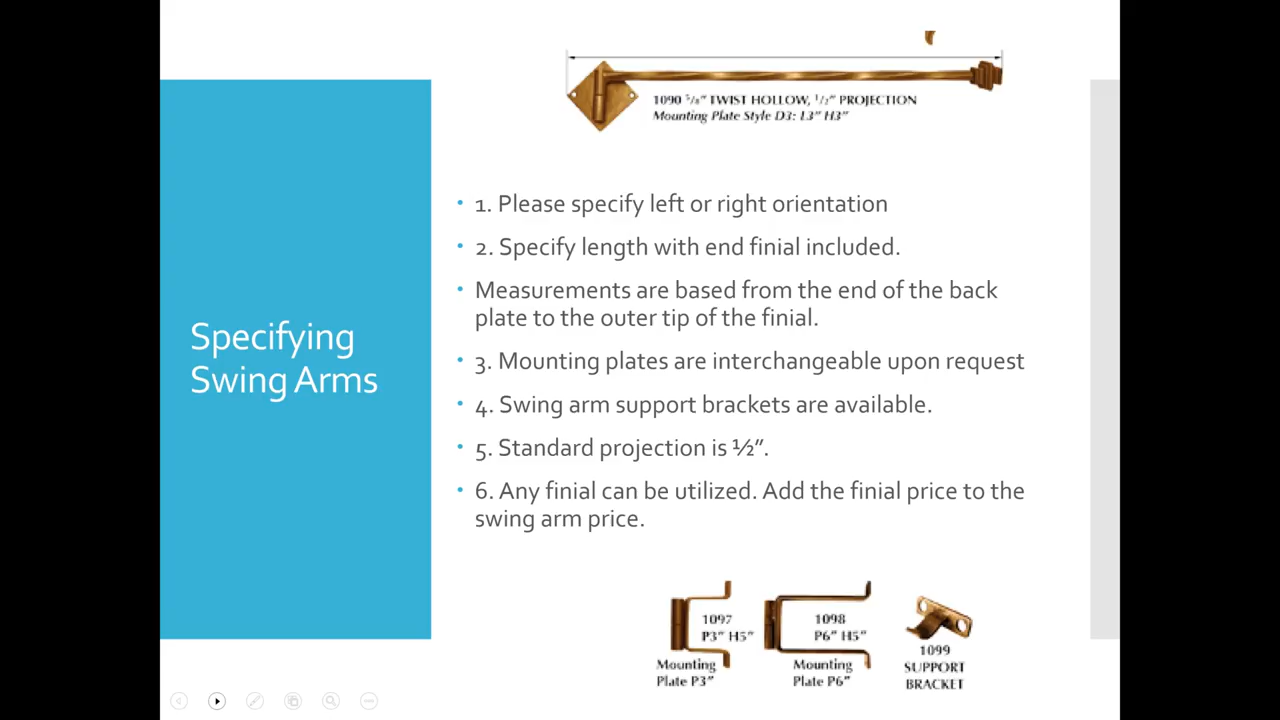 1090 5/8" TWIST HOLLOW, 1/2" PROJECTION
Mounting Plate Style D3: L3" H3"
Specifying
Swing Arms
• 1. Please specify left or right orientation
• 2. Specify length with end finial included.
• Measurements are based from the end of the back
plate to the outer tip of the finial.
• 3. Mounting plates are interchangeable upon request
• 4. Swing arm support brackets are available.
• 5. Standard projection is ½”.
• 6. Any finial can be utilized. Add the finial price to the
swing arm price.
1097
P3" H5"
Mounting
Plate P3"
1098
P6" H5"
Mounting
Plate P6"
1099
SUPPORT
BRACKET